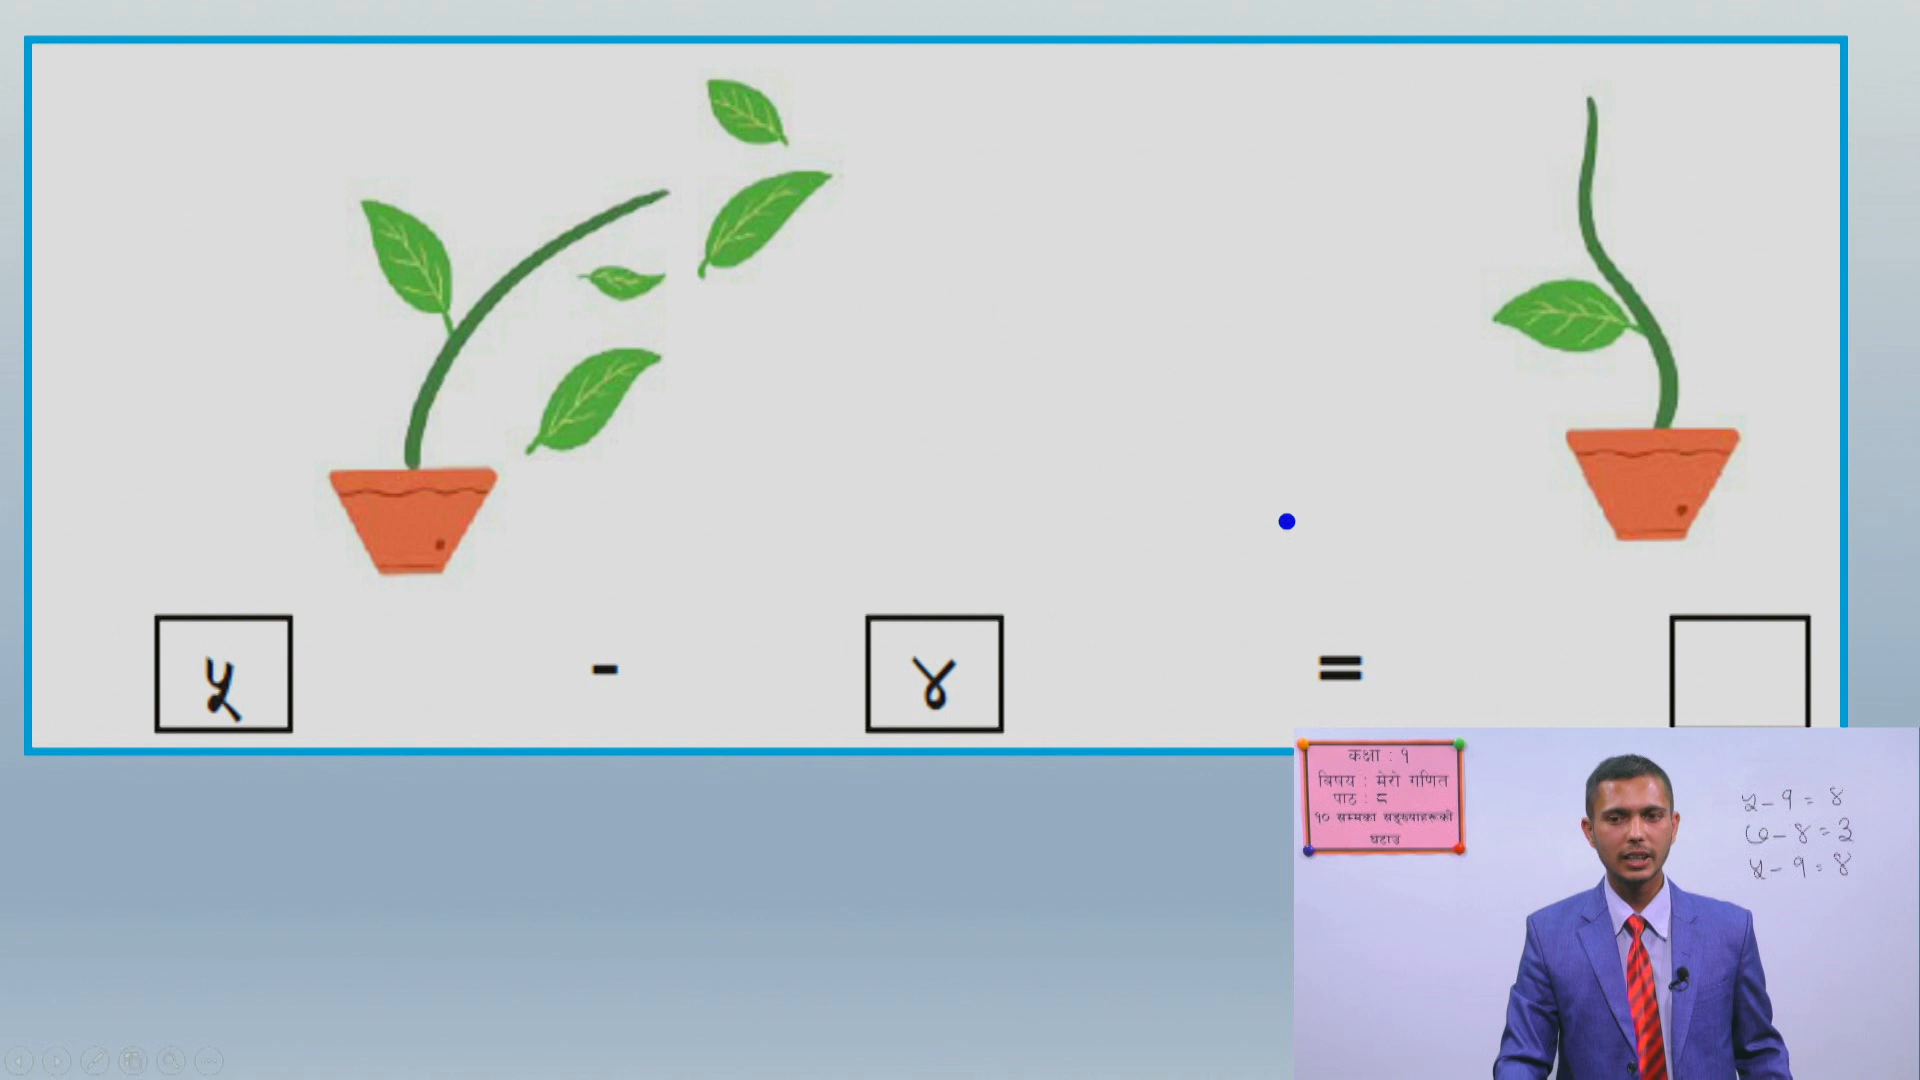 ५ - ४ =
कक्षा : १
विषय : मेरो गणित
पाठ : ८
१० सम्मका सङ्ख्याहरूको
घटाउ
५ - १ = ४
७ - ४ = ३
५ - १ = ४